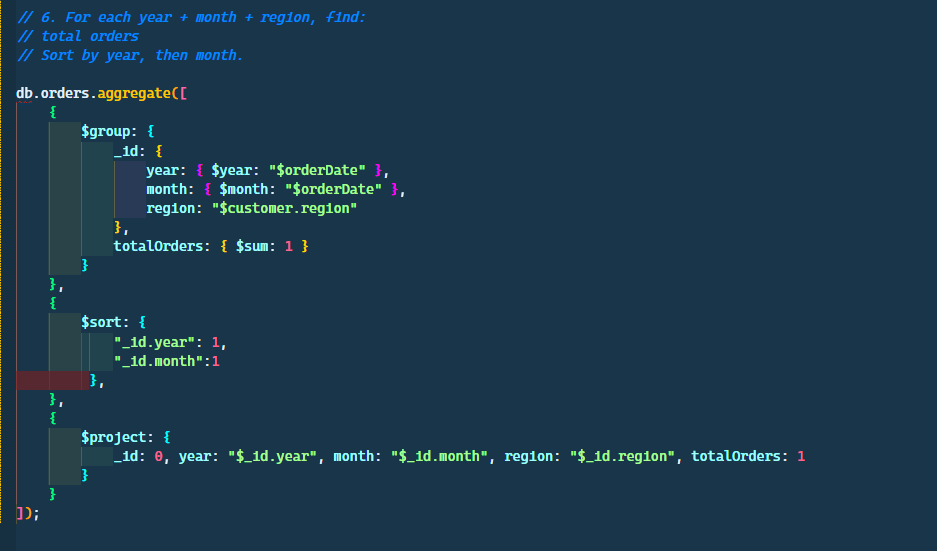 // 6. For each year + month + region, find:
// total orders
// Sort by year, then month.
db.orders.aggregate([
    {
        $group: {
            _id: {
                year: { $year: "$orderDate" },
                month: { $month: "$orderDate" },
                region: "$customer.region"
            },
            totalOrders: { $sum: 1 }
        }
    },
    {
        $sort: {
            "_id.year": 1,
            "_id.month":1
         },
    },
    {
        $project: {
            _id: 0, year: "$_id.year", month: "$_id.month", region: "$_id.region", totalOrders: 1
        }
    }
]);